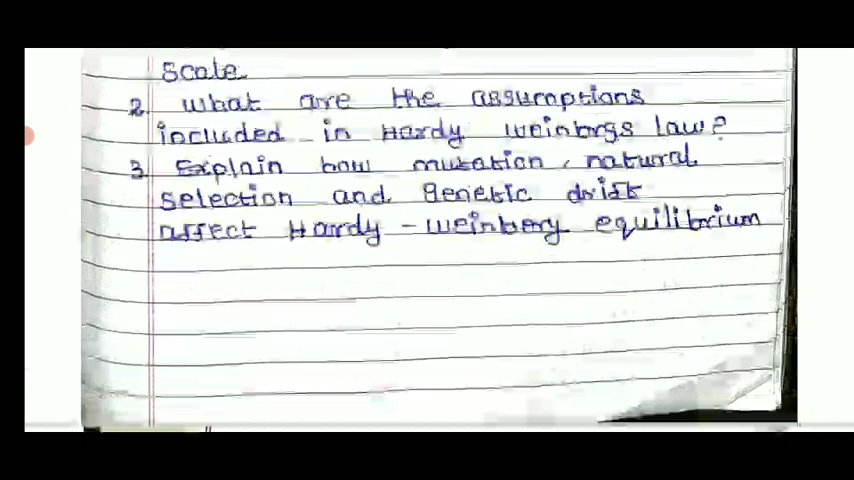 Scale
2. what are the assumptions
included in Hardy weinbergs law?
3. Explain how mutation, natural
selection and genetic drift
affect Hardy - weinberg equilibrium